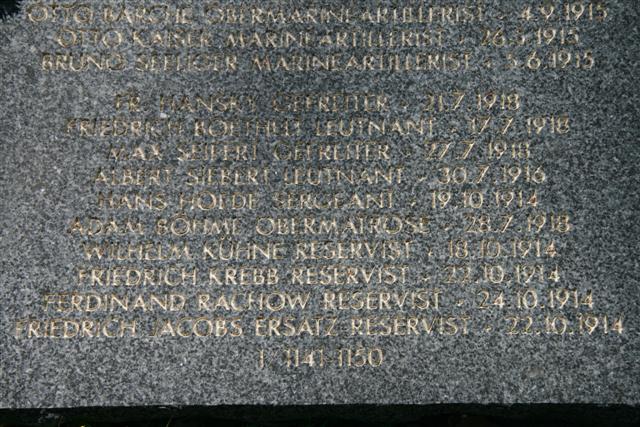 OTTO BARCHE OBERMARINEARTILLERIST - 4.9.1915
OTTO KAISER MARINEARTILLERIST - 26.5.1915
BRUNO SEELIGER MARINEARTILLERIST - 5.6.1915
FR. HANSKY GEFREITER - 21.7.1918
FRIEDRICH LEUTNANT - 17.7.1918
MAX SEIFERT GEFREITER - 27.7.1918
ALBERT SIEBERT LEUTNANT - 30.7.1916
HANS SERGEANT - 19.10.1914
ADAM BÖHME OBERMATROSE - 28.7.1918
WILHELM KÜHNE RESERVIST - 18.10.1914
FRIEDRICH KREBB RESERVIST - 22.10.1914
FERDINAND RACHOW RESERVIST - 24.10.1914
FRIEDRICH JACOBS ERSATZ RESERVIST - 22.10.1914
I 1141-1150